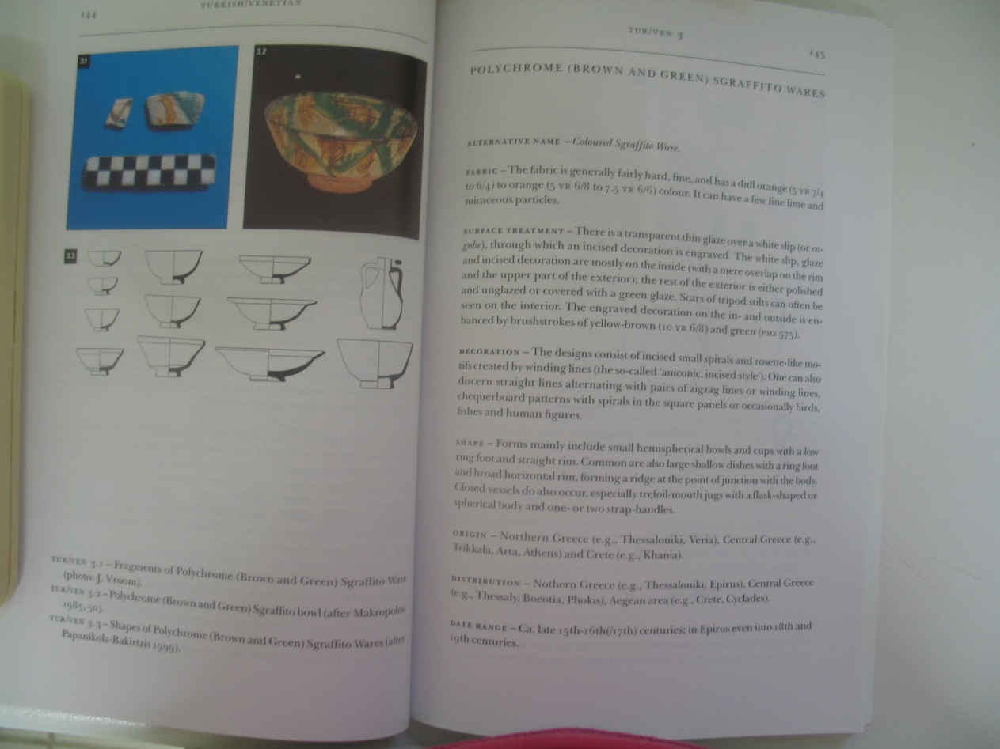 144
TURKISH/VENETIAN
3.1
3.2
3.3
TUR/VEN 3.1 – Fragments of Polychrome (Brown and Green) Sgraffito Ware
(photo: J. Vroom).
TUR/VEN 3.2 – Polychrome (Brown and Green) Sgraffito bowl (after Makropolou
1985, 50).
TUR/VEN 3.3 – Shapes of Polychrome (Brown and Green) Sgraffito Wares (after
Papanikola-Bakirtzis 1999).
TUR/VEN 3
145
POLYCHROME (BROWN AND GREEN) SGRAFFITO WARES
ALTERNATIVE NAME – Coloured Sgraffito Ware.
FABRIC – The fabric is generally fairly hard, fine, and has a dull orange (5 YR 7/4
to 6/4) to orange (5 YR 6/8 to 7.5 YR 6/6) colour. It can have a few fine lime and
micaceous particles.
SURFACE TREATMENT – There is a transparent thin glaze over a white slip (or en-
gobe), through which an incised decoration is engraved. The white slip, glaze
and incised decoration are mostly on the inside (with a mere overlap on the rim
and the upper part of the exterior); the rest of the exterior is either polished
and unglazed or covered with a green glaze. Scars of tripod stilts can often be
seen on the interior. The engraved decoration on the in- and outside is en-
hanced by brushstrokes of yellow-brown (10 YR 6/8) and green (PMS 575).
DECORATION – The designs consist of incised small spirals and rosette-like mo-
tifs created by winding lines (the so-called 'aniconic, incised style'). One can also
discern straight lines alternating with pairs of zigzag lines or winding lines,
chequerboard patterns with spirals in the square panels or occasionally birds,
fishes and human figures.
SHAPE – Forms mainly include small hemispherical bowls and cups with a low
ring foot and straight rim. Common are also large shallow dishes with a ring foot
and broad horizontal rim, forming a ridge at the point of junction with the body.
Closed vessels do also occur, especially trefoil-mouth jugs with a flask-shaped or
spherical body and one- or two strap-handles.
ORIGIN – Northern Greece (e.g., Thessaloniki, Veria), Central Greece (e.g.,
Trikkala, Arta, Athens) and Crete (e.g., Khania).
DISTRIBUTION – Nothern Greece (e.g., Thessaloniki, Epirus), Central Greece
(e.g., Thessaly, Boeotia, Phokis), Aegean area (e.g., Crete, Cyclades).
DATE RANGE – Ca. late 15th-16th(/17th) centuries; in Epirus even into 18th and
19th centuries.